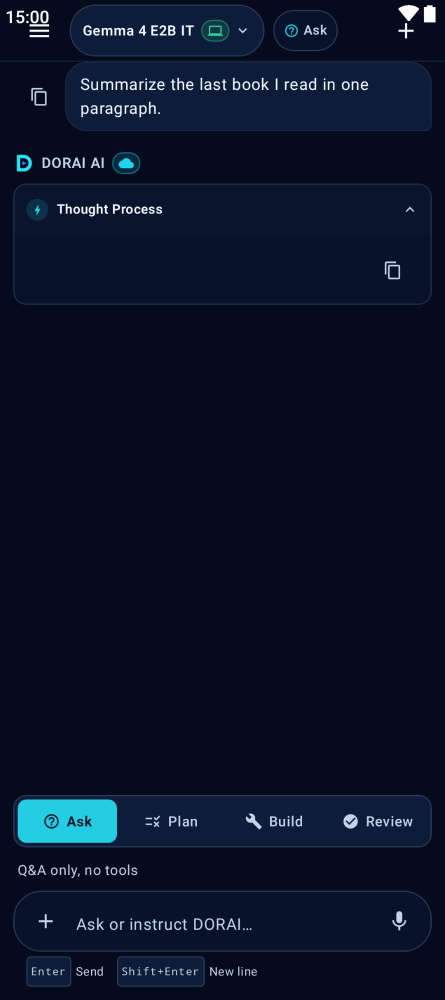 15:00
Gemma 4 E2B IT
Ask
Summarize the last book I read in one
paragraph.
DORAI AI
Thought Process
Ask
Plan
Build
Review
Q&A only, no tools
Ask or instruct DORAI…
Enter Send Shift+Enter New line